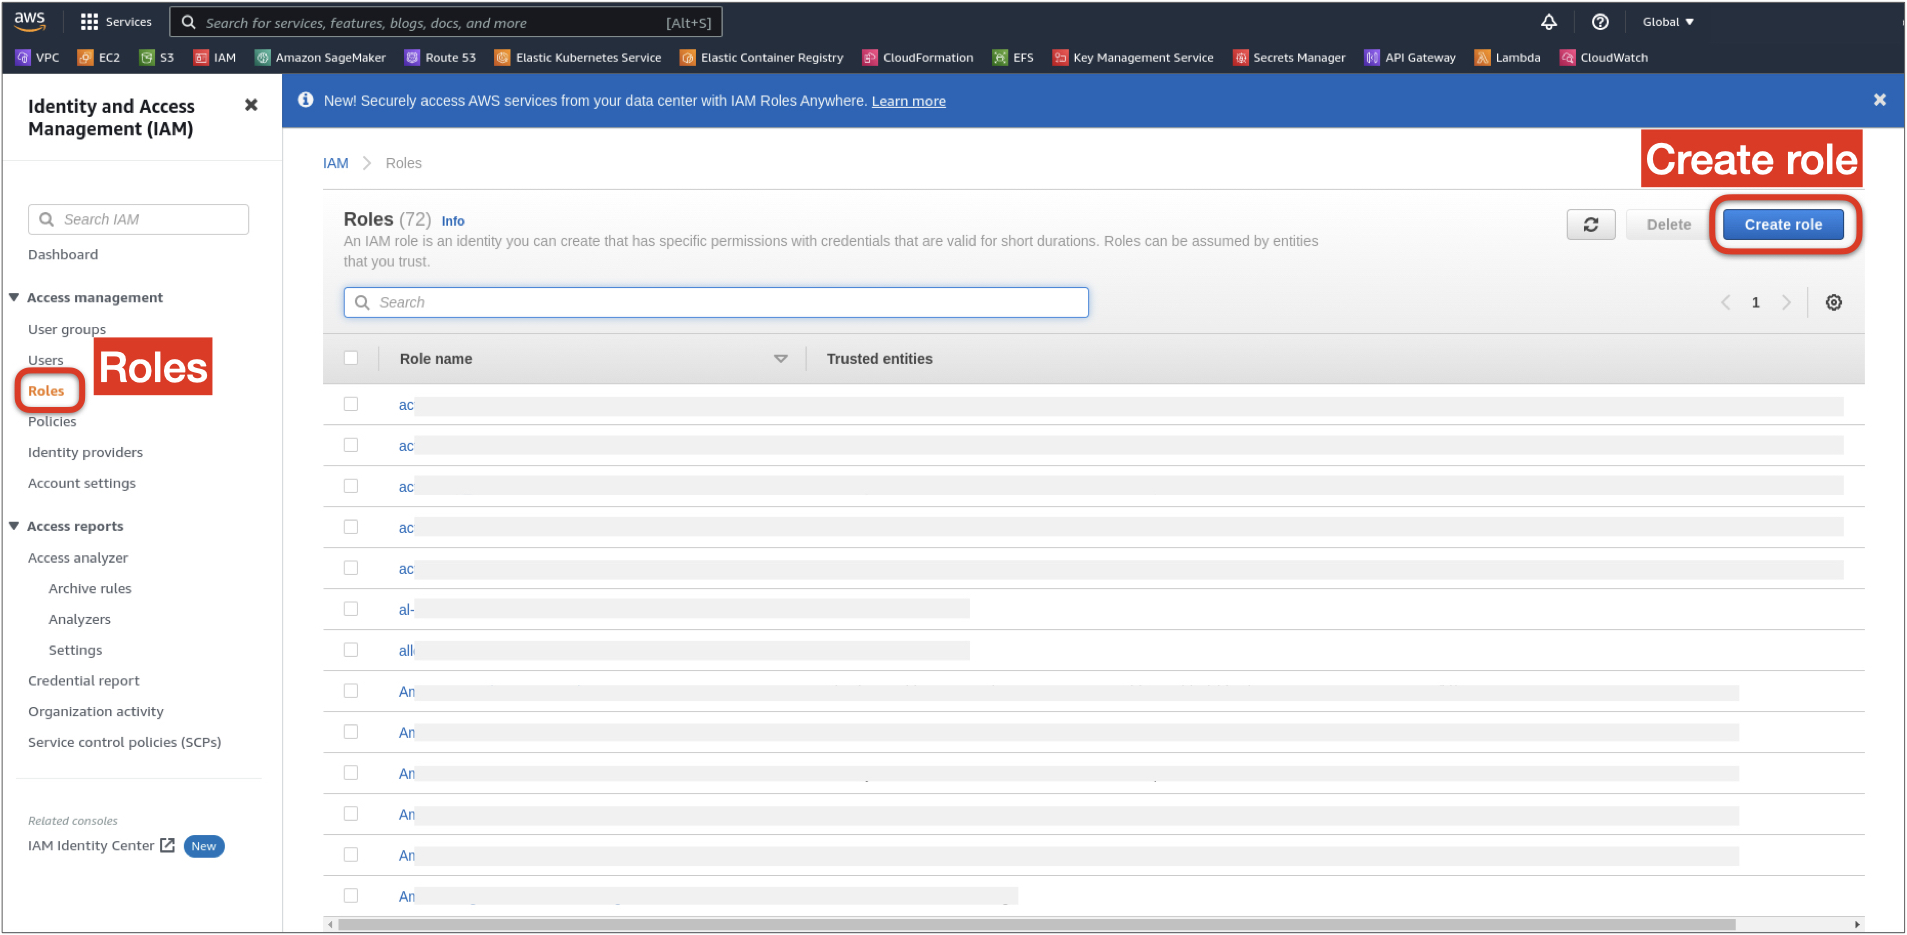 aws
Services
Search for services, features, blogs, docs, and more
[Alt+S]
Global
VPC
EC2
S3
IAM
Amazon SageMaker
Route 53
Elastic Kubernetes Service
Elastic Container Registry
CloudFormation
EFS
Key Management Service
Secrets Manager
API Gateway
Lambda
CloudWatch
Identity and Access
Management (IAM)
Search IAM
Dashboard
Access management
User groups
Users
Roles
Roles
Policies
Identity providers
Account settings
Access reports
Access analyzer
Archive rules
Analyzers
Settings
Credential report
Organization activity
Service control policies (SCPs)
Related consoles
IAM Identity Center
New
New! Securely access AWS services from your data center with IAM Roles Anywhere. Learn more
IAM
Roles
Create role
Roles (72) Info
An IAM role is an identity you can create that has specific permissions with credentials that are valid for short durations. Roles can be assumed by entities
that you trust.
Delete
Create role
Search
1
Role name
Trusted entities
ac
ac
ac
ac
ac
al-
An
An
An
An
An
An